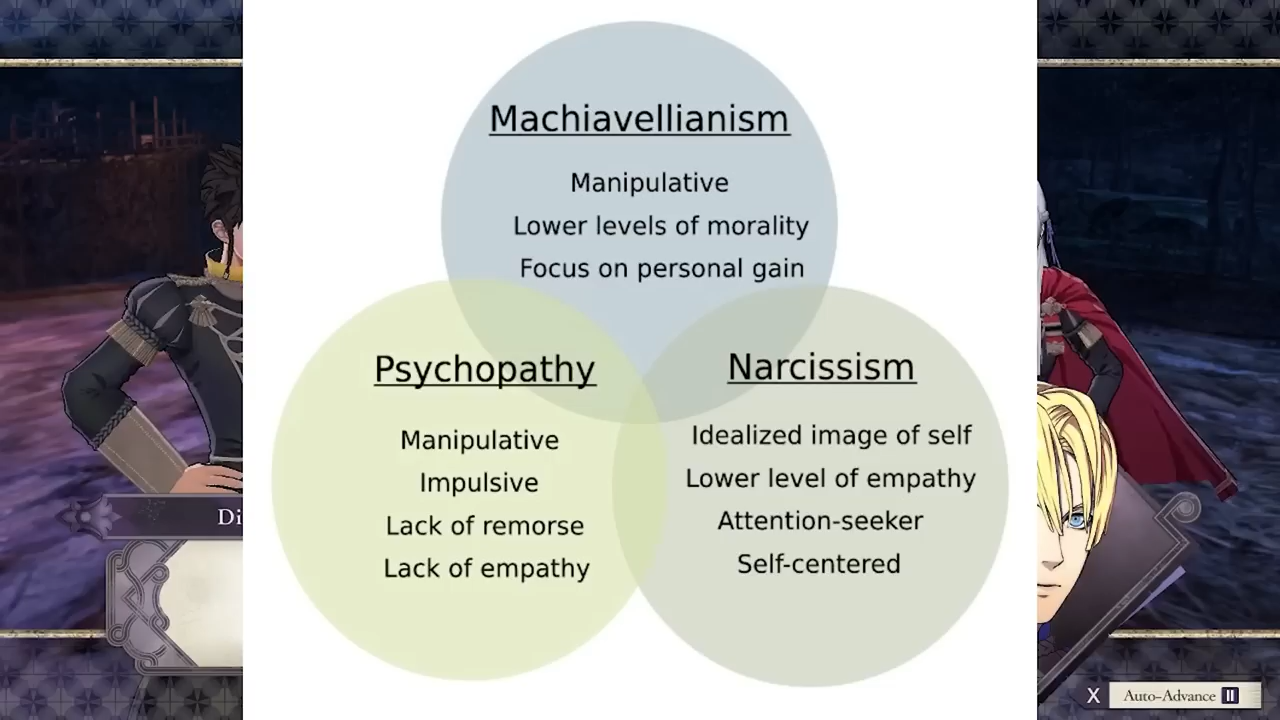 Machiavellianism
Manipulative
Lower levels of morality
Focus on personal gain
Psychopathy
Manipulative
Impulsive
Lack of remorse
Lack of empathy
Narcissism
Idealized image of self
Lower level of empathy
Attention-seeker
Self-centered
Di
X Auto-Advance